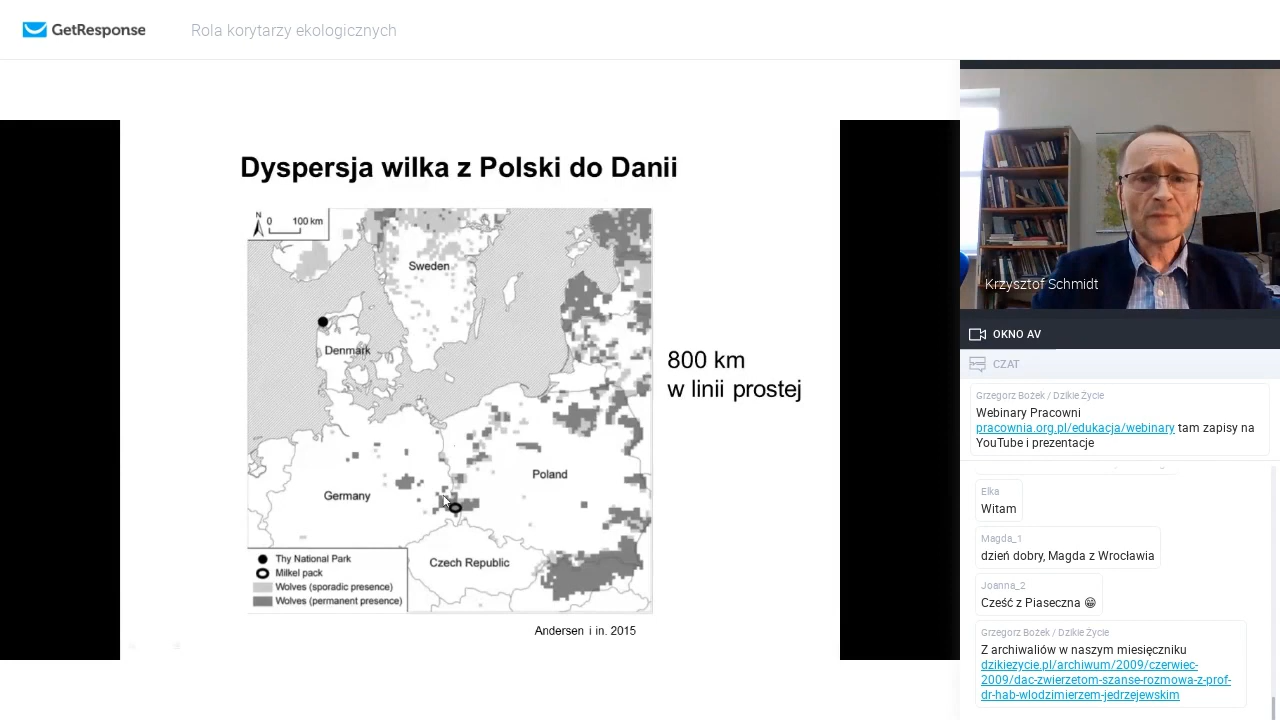 GetResponse
Rola korytarzy ekologicznych
Dyspersja wilka z Polski do Danii
N
0 100 km
Sweden
Denmark
Poland
Germany
Czech Republic
Thy National Park
Milkel pack
Wolves (sporadic presence)
Wolves (permanent presence)
800 km
w linii prostej
Andersen i in. 2015
Krzysztof Schmidt
OKNO AV
CZAT
Grzegorz Bożek / Dzikie Życie
Webinary Pracowni
pracownia.org.pl/edukacja/webinary tam zapisy na
YouTube i prezentacje
Elka
Witam
Magda_1
dzień dobry, Magda z Wrocławia
Joanna_2
Cześć z Piaseczna 😀
Grzegorz Bożek / Dzikie Życie
Z archiwaliów w naszym miesięczniku
dzikiezycie.pl/archiwum/2009/czerwiec-
2009/dac-zwierzetom-szanse-rozmowa-z-prof-
dr-hab-wlodzimierzem-jedrzejewskim